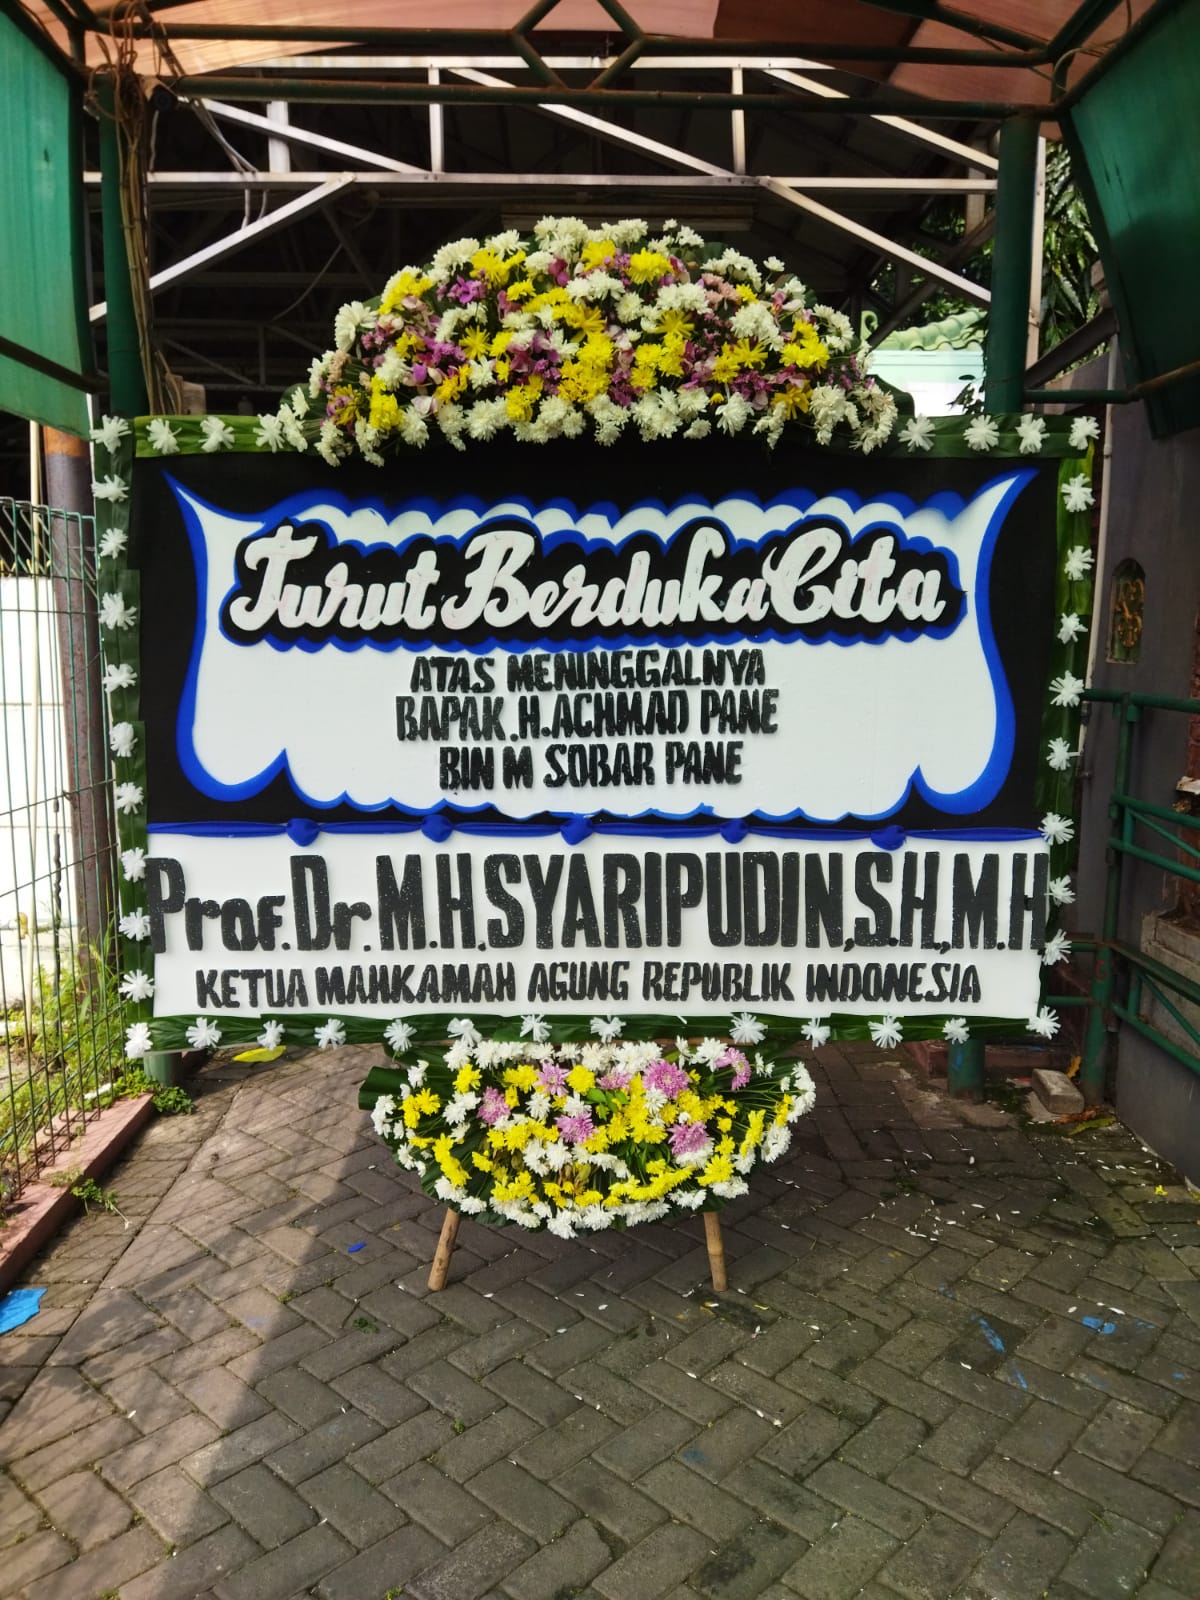 Turut Berduka Cita
ATAS MENINGGALNYA
BAPAK.H.ACHMAD PANE
BIN M SOBAR PANE
Prof.Dr.M.H.SYARIPUDIN,S.H.,M.H
KETUA MAHKAMAH AGUNG REPUBLIK INDONESIA